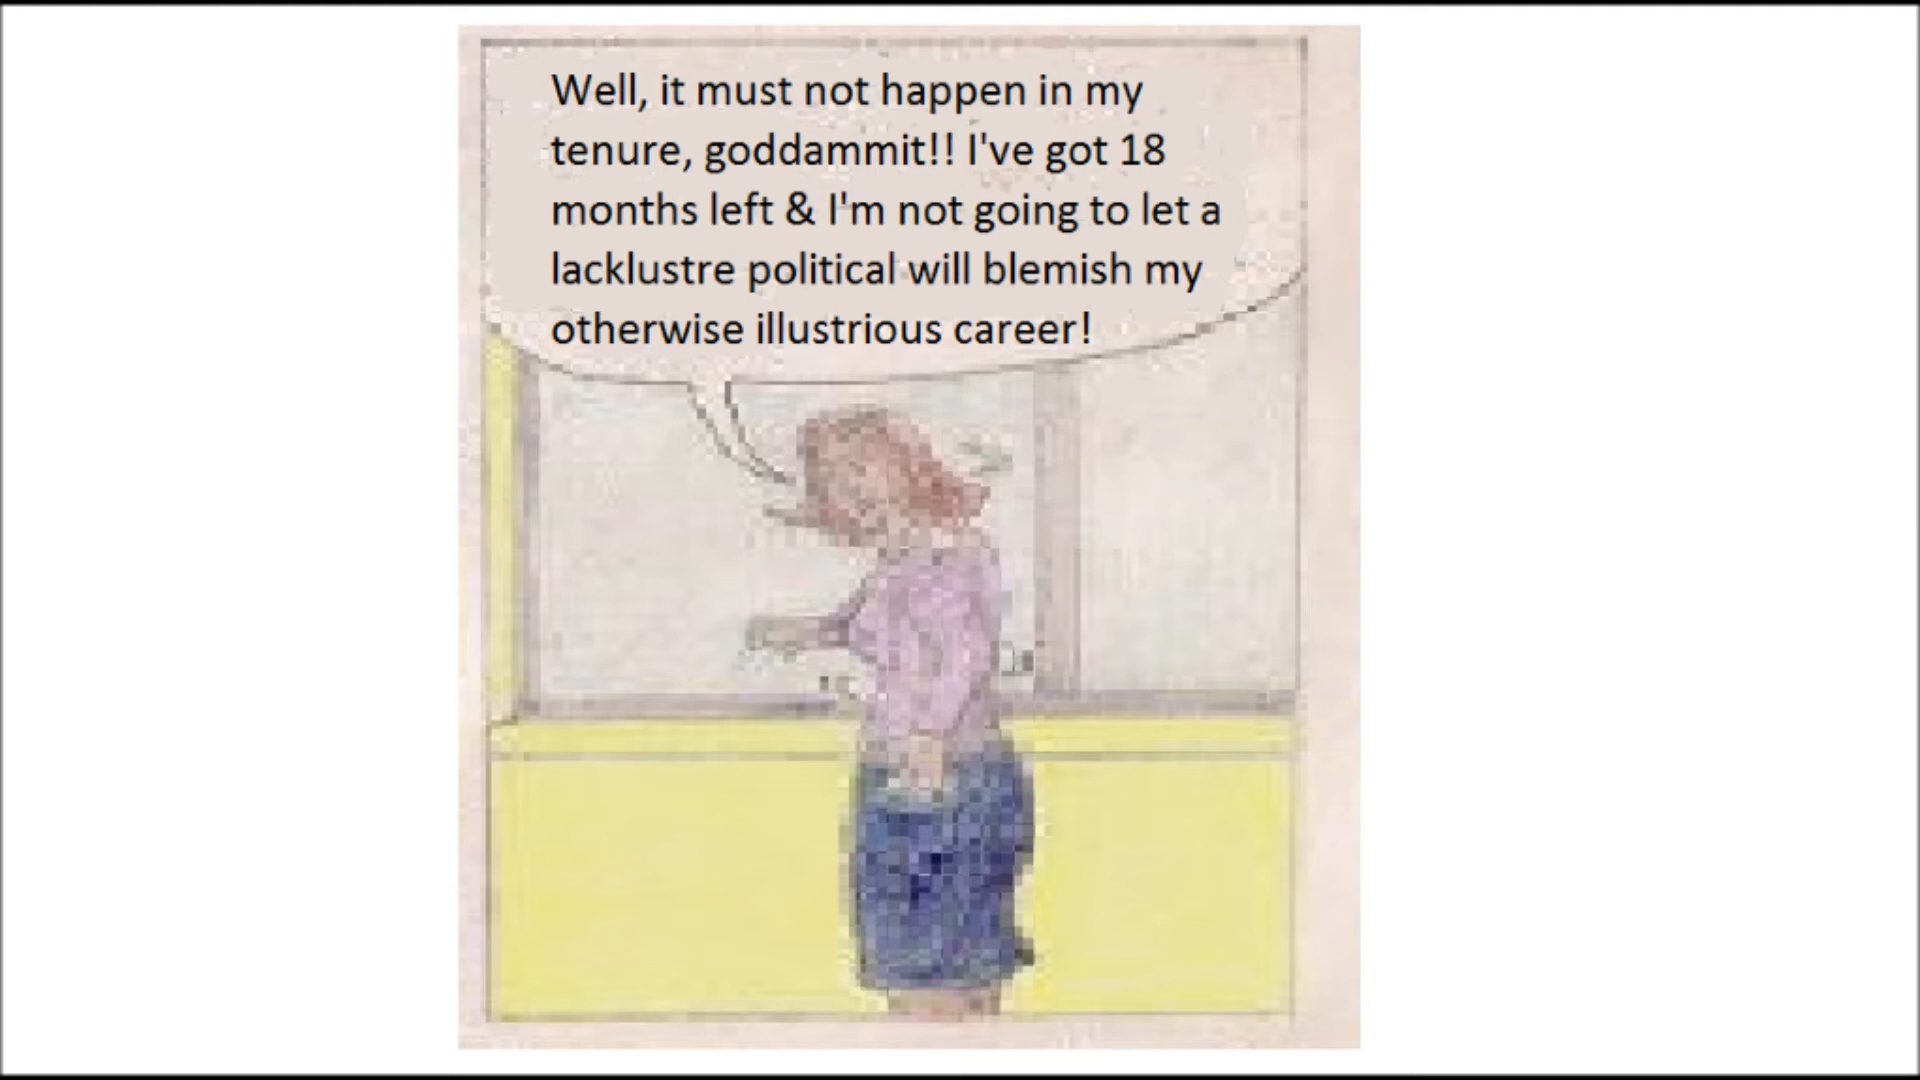 Well, it must not happen in my
tenure, goddammit!! I've got 18
months left & I'm not going to let a
lacklustre political will blemish my
otherwise illustrious career!